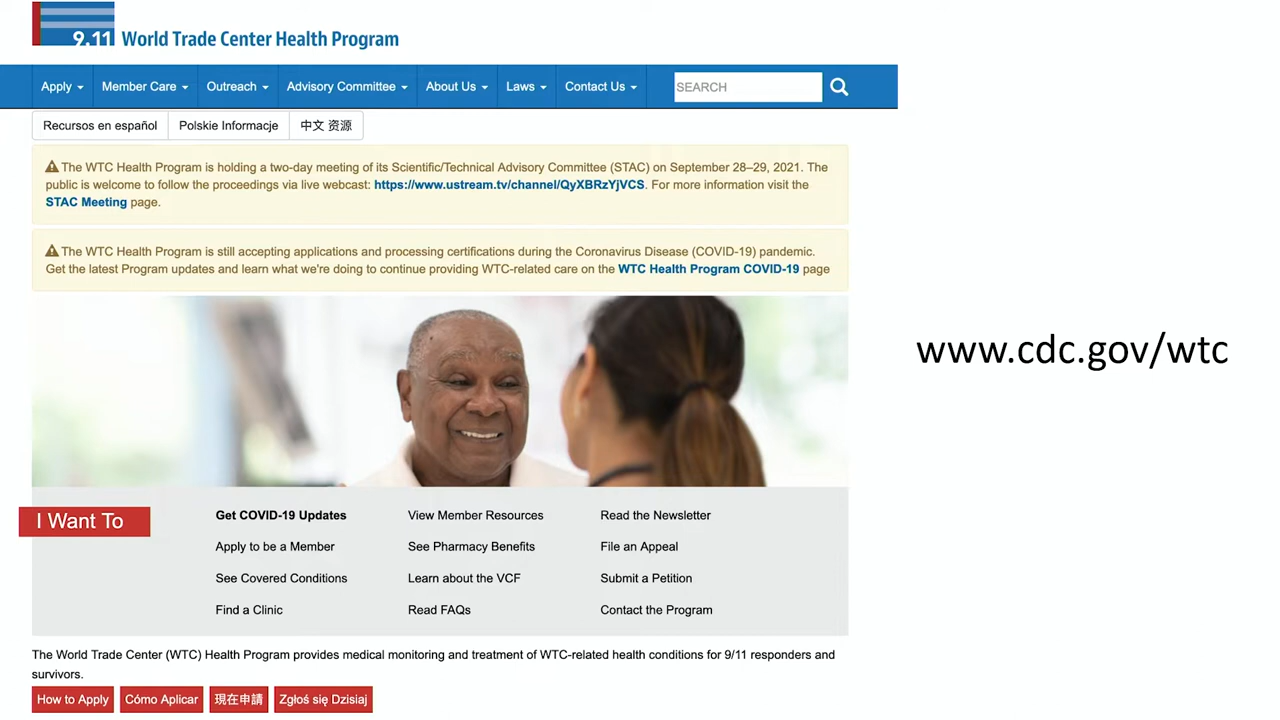 9.11 World Trade Center Health Program
Apply Member Care Outreach Advisory Committee About Us Laws Contact Us SEARCH
Recursos en español Polskie Informacje 中文 资源
The WTC Health Program is holding a two-day meeting of its Scientific/Technical Advisory Committee (STAC) on September 28–29, 2021. The
public is welcome to follow the proceedings via live webcast: https://www.ustream.tv/channel/QyXBRzYjVCS. For more information visit the
STAC Meeting page.
The WTC Health Program is still accepting applications and processing certifications during the Coronavirus Disease (COVID-19) pandemic.
Get the latest Program updates and learn what we're doing to continue providing WTC-related care on the WTC Health Program COVID-19 page
www.cdc.gov/wtc
I Want To
Get COVID-19 Updates View Member Resources Read the Newsletter
Apply to be a Member See Pharmacy Benefits File an Appeal
See Covered Conditions Learn about the VCF Submit a Petition
Find a Clinic Read FAQs Contact the Program
The World Trade Center (WTC) Health Program provides medical monitoring and treatment of WTC-related health conditions for 9/11 responders and
survivors.
How to Apply Cómo Aplicar 現在申請 Zgłoś się Dzisiaj